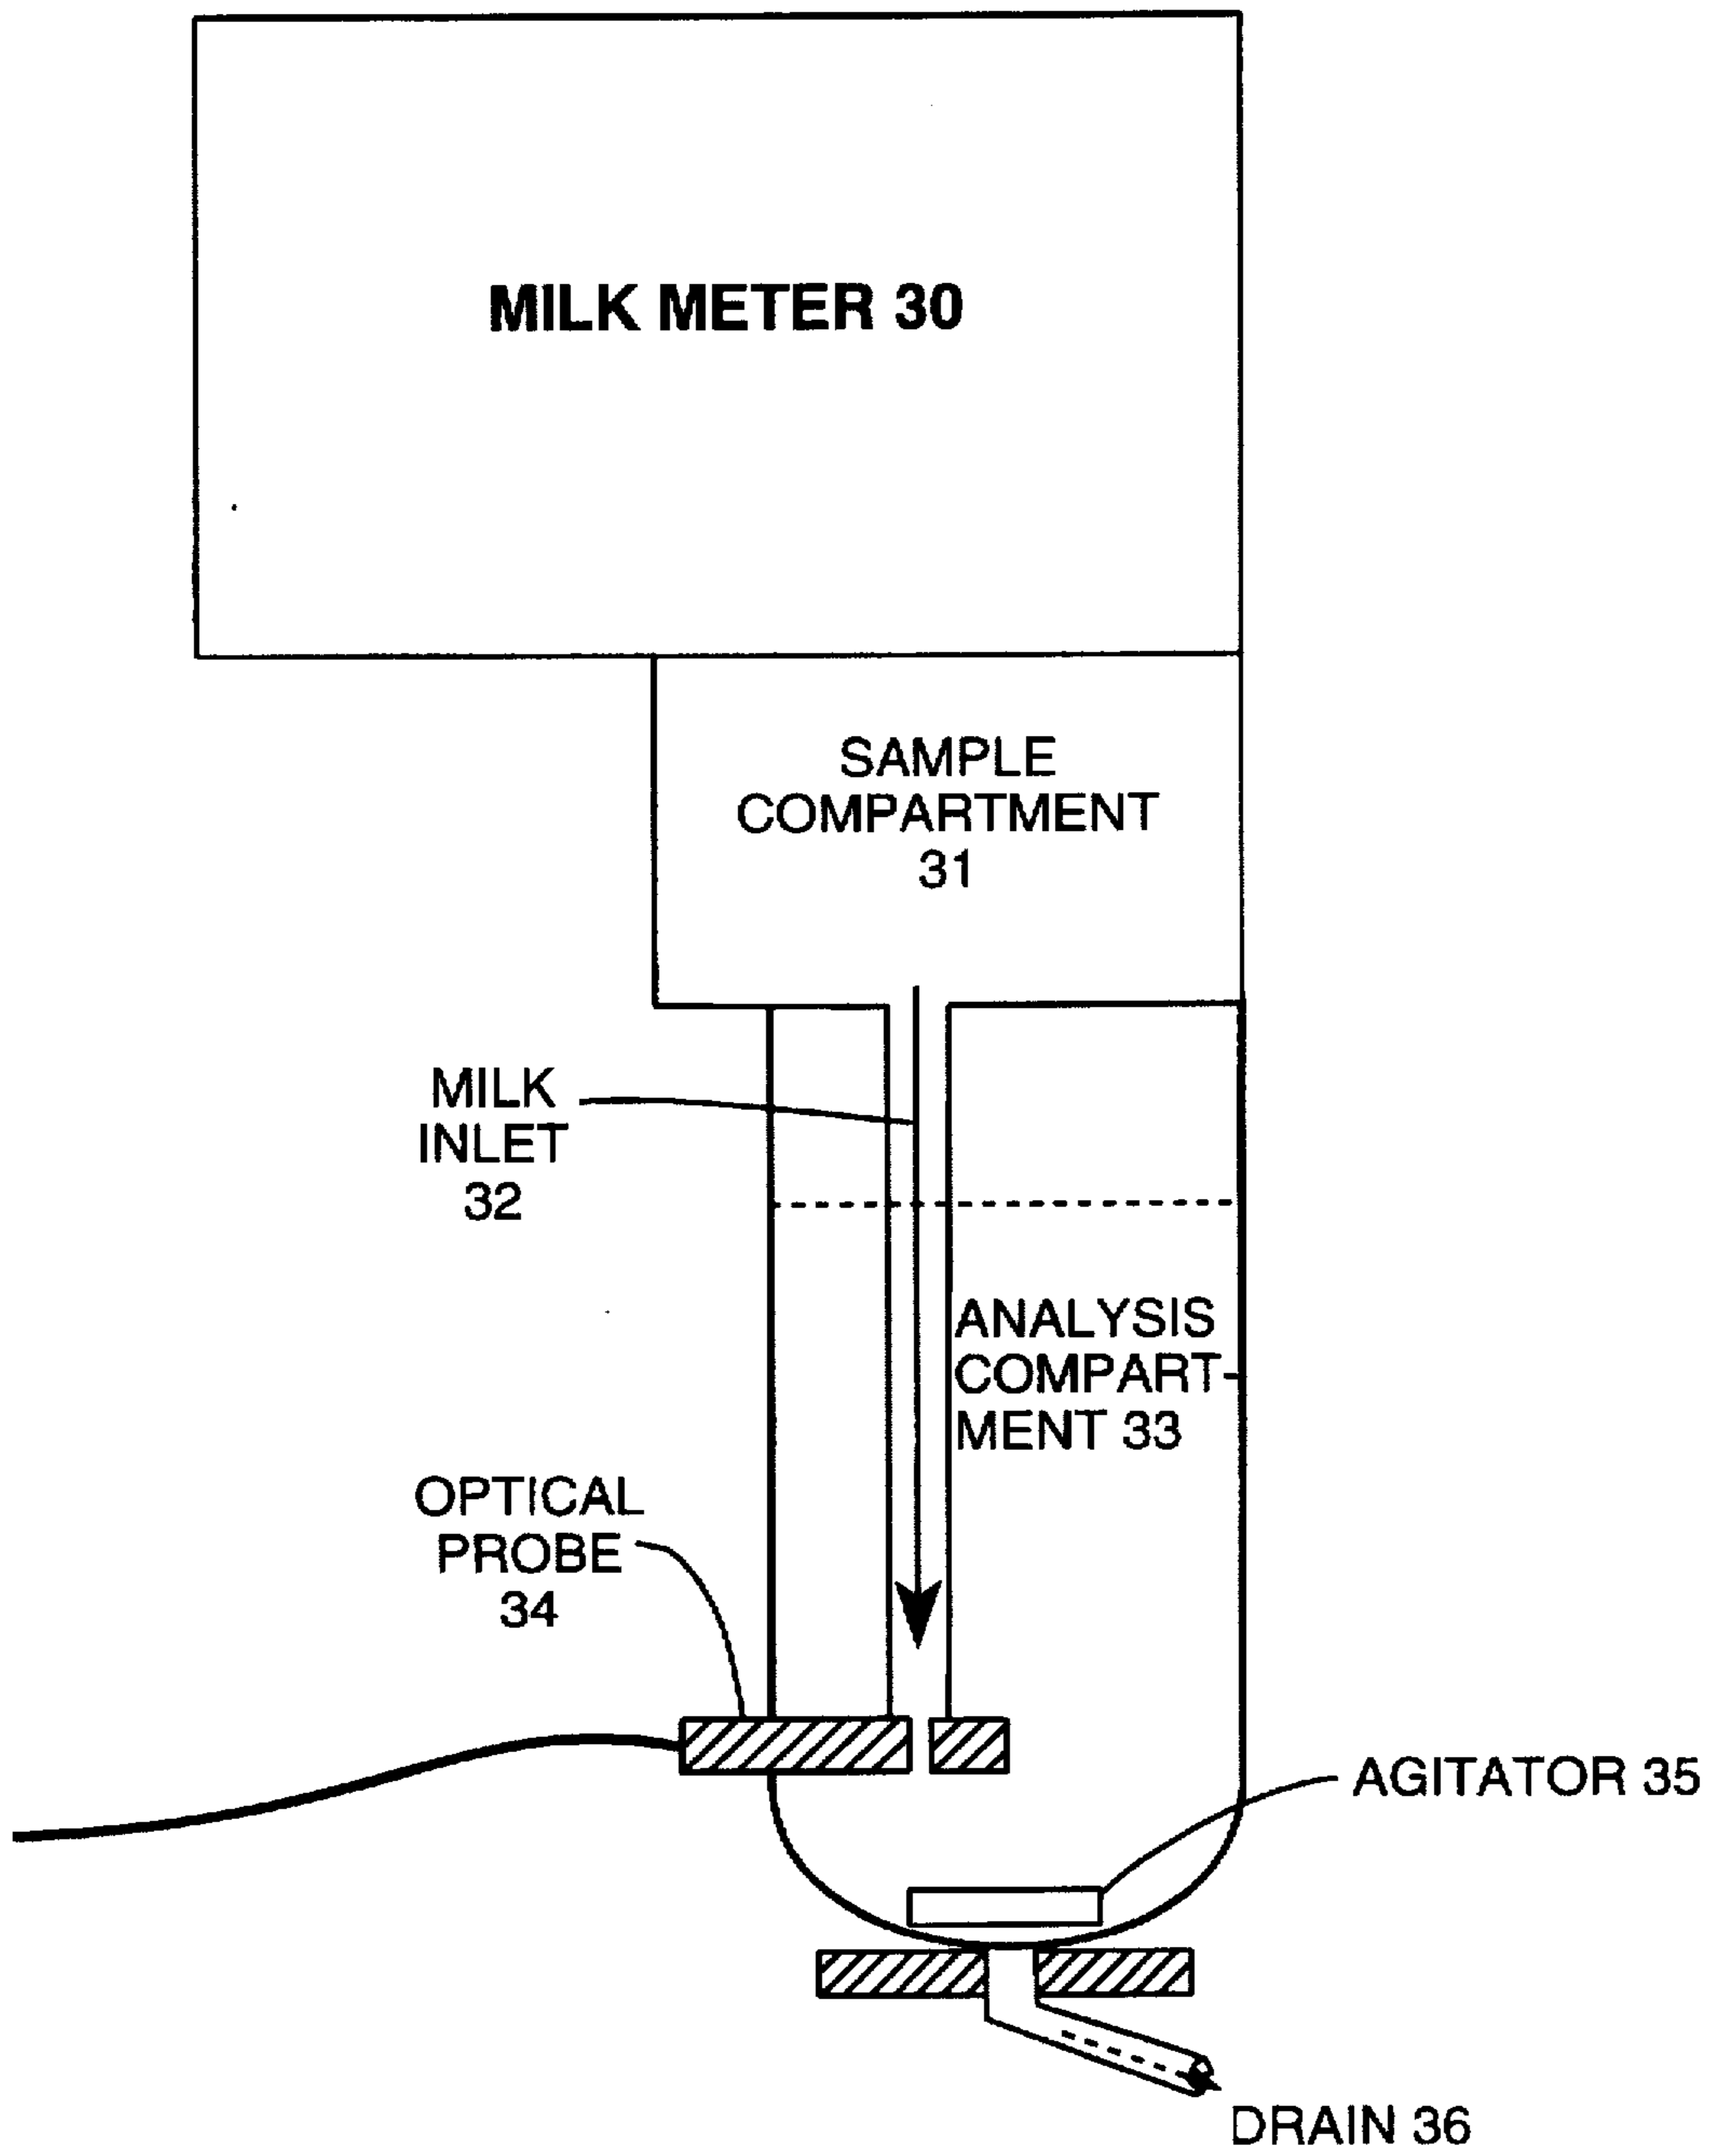 MILK METER 30
SAMPLE
COMPARTMENT
31
MILK
INLET
32
ANALYSIS
COMPART-
MENT 33
OPTICAL
PROBE
34
AGITATOR 35
DRAIN 36